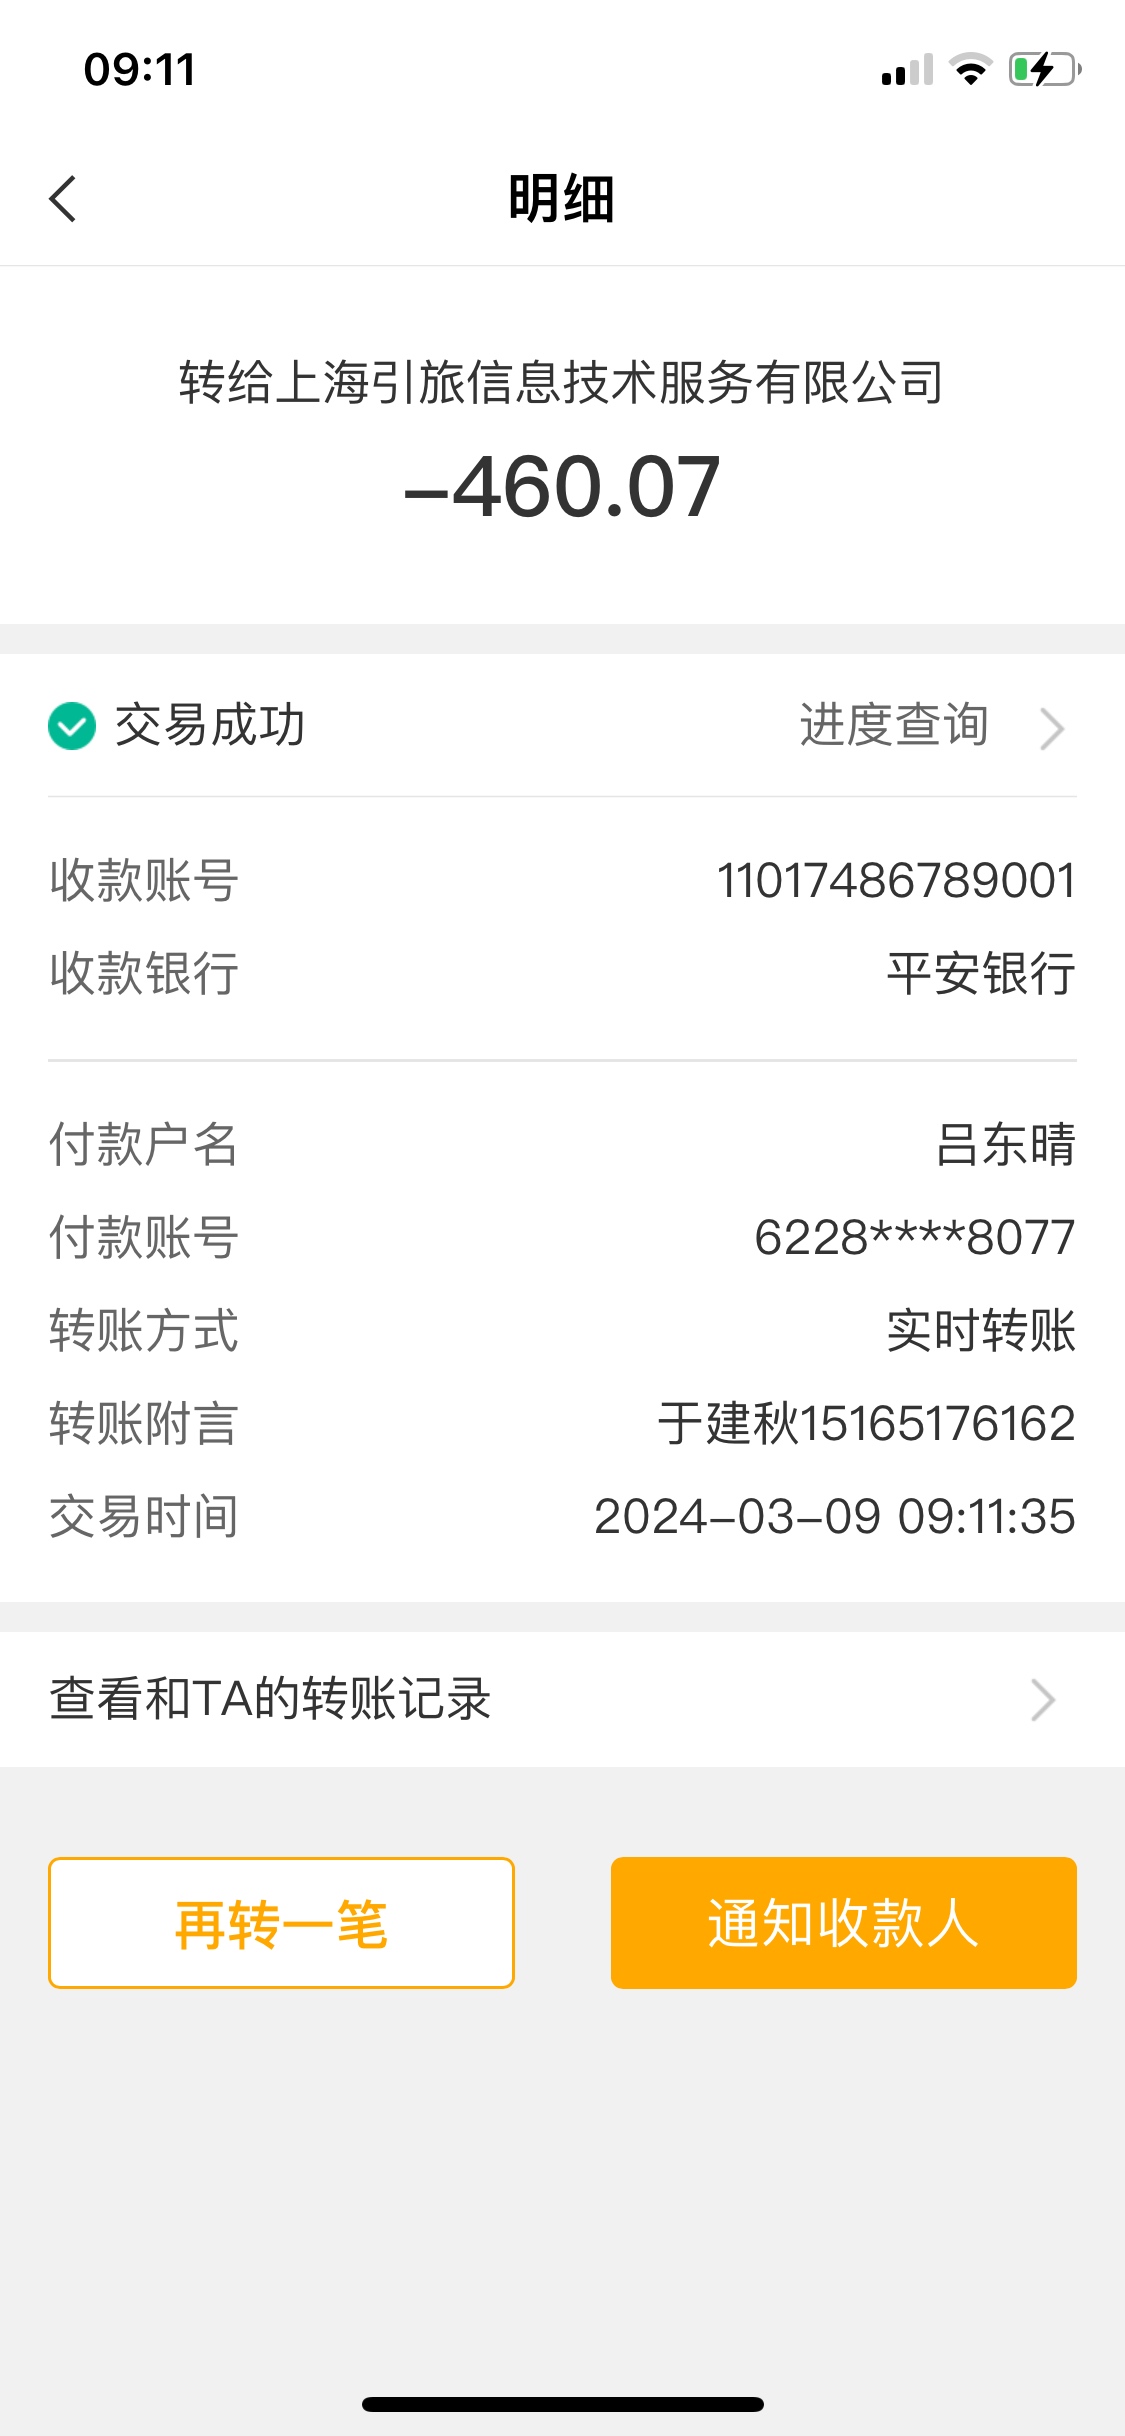 09:11
明细
转给上海引旅信息技术服务有限公司
-460.07
交易成功 进度查询
收款账号 11017486789001
收款银行 平安银行
付款户名 吕东晴
付款账号 6228****8077
转账方式 实时转账
转账附言 于建秋15165176162
交易时间 2024-03-09 09:11:35
查看和TA的转账记录
再转一笔 通知收款人